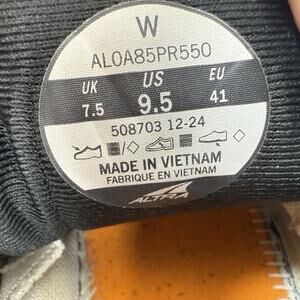 W
AL0A85PR550
UK US EU
7.5 9.5 41
508703 12-24
MADE IN VIETNAM
FABRIQUE EN VIETNAM
ALTRA